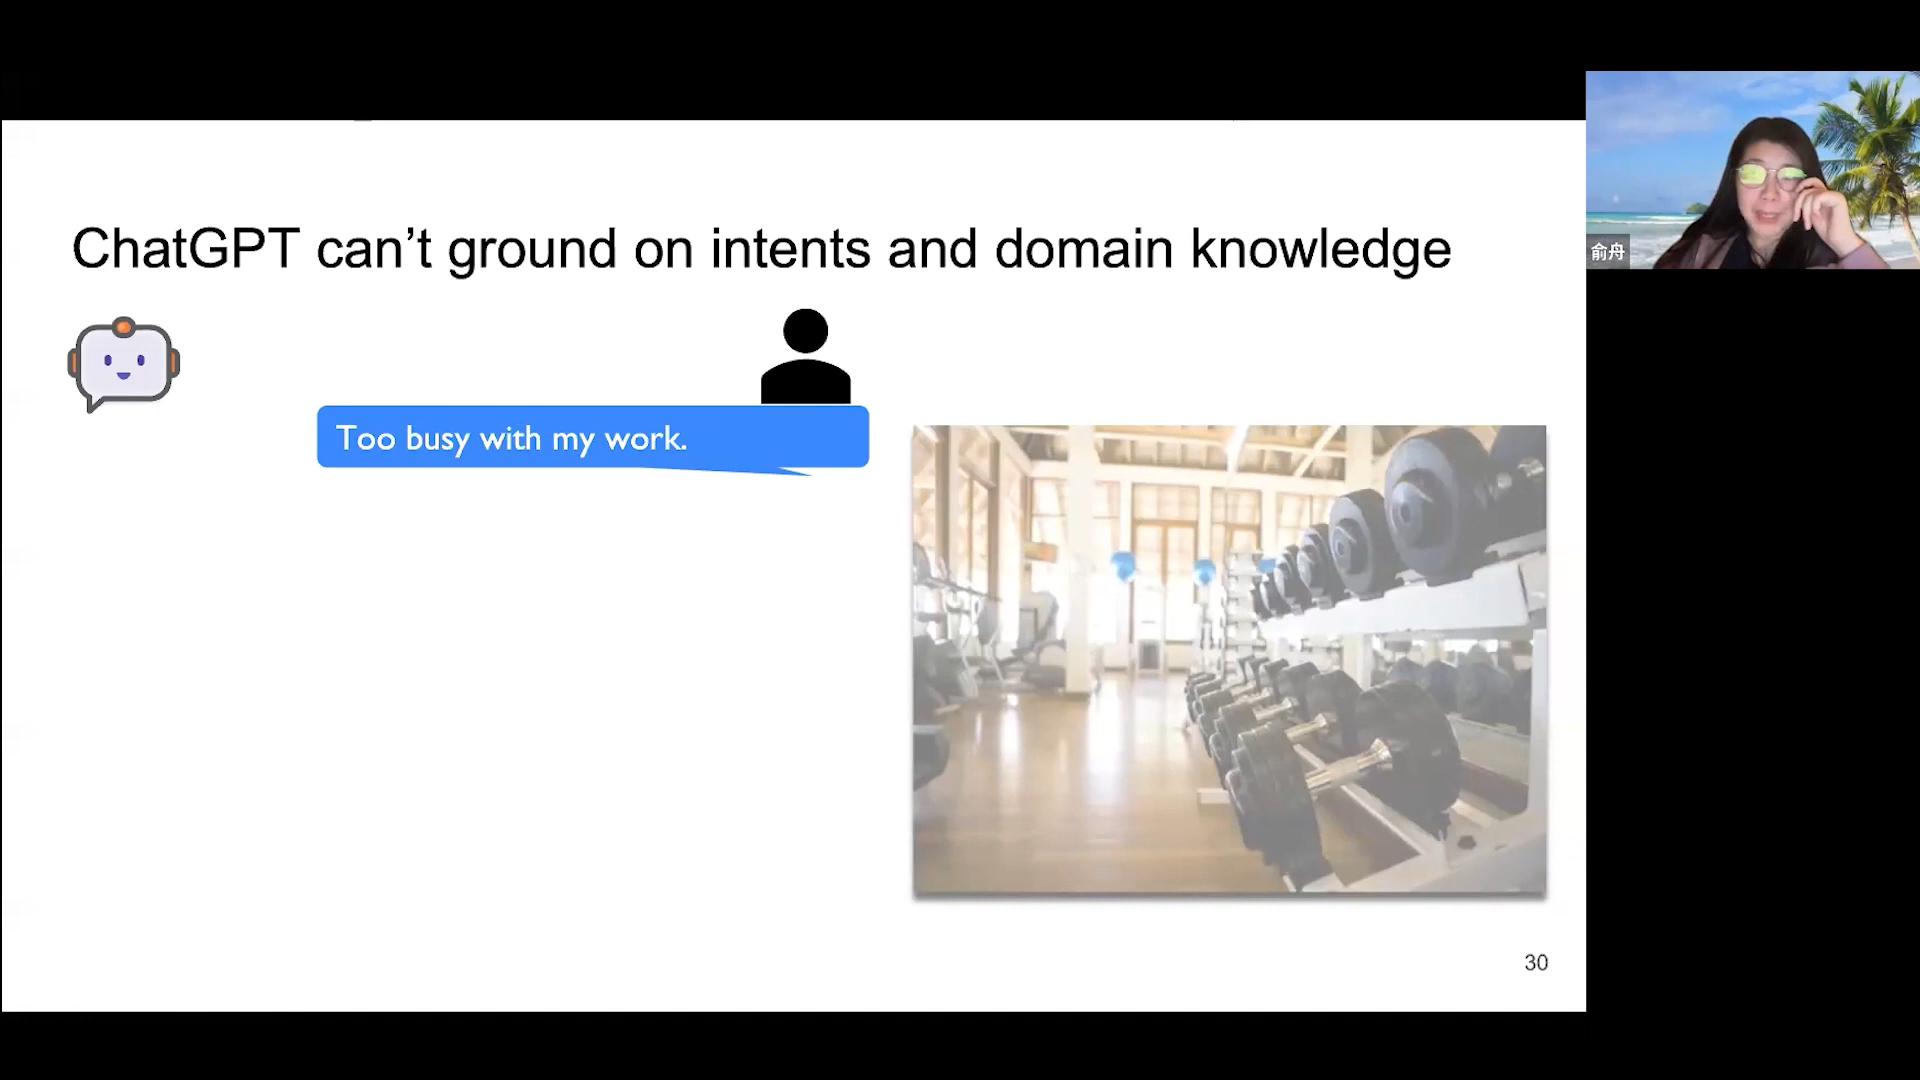 ChatGPT can’t ground on intents and domain knowledge
俞舟
Too busy with my work.
30